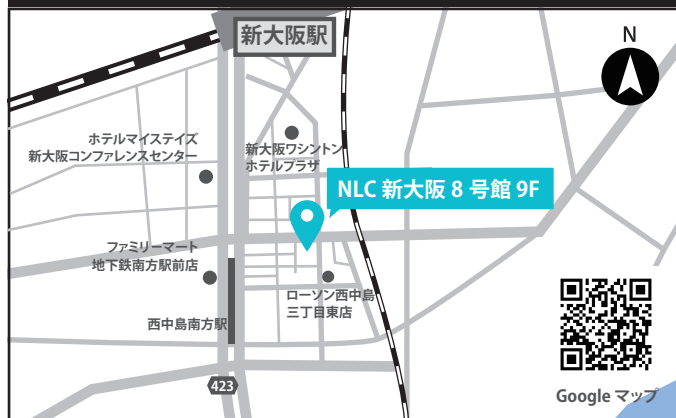 新大阪駅
N
ホテルマイステイズ
新大阪コンファレンスセンター
新大阪ワシントン
ホテルプラザ
NLC 新大阪 8 号館 9F
ファミリーマート
地下鉄南方駅前店
ローソン西中島
三丁目東店
西中島南方駅
423
Google マップ